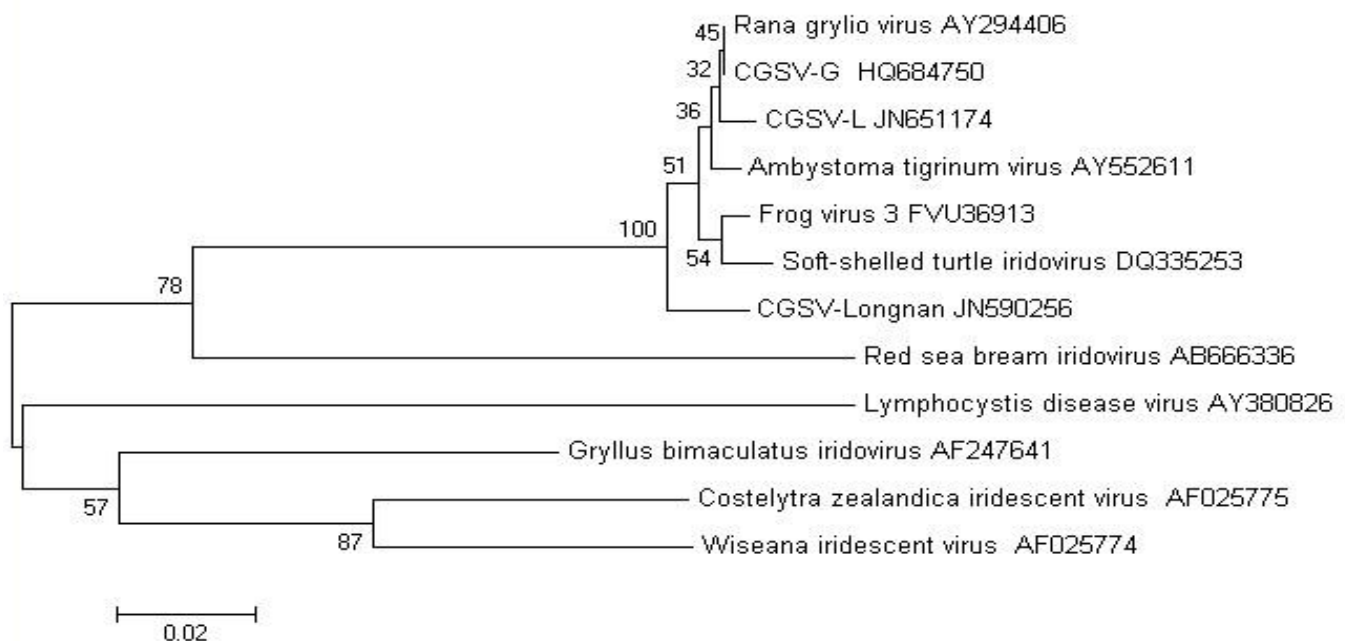 45
Rana grylio virus AY294406
32
CGSV-G HQ684750
36
CGSV-L JN651174
51
Ambystoma tigrinum virus AY552611
100
Frog virus 3 FVU36913
54
Soft-shelled turtle iridovirus DQ335253
78
CGSV-Longnan JN590256
Red sea bream iridovirus AB666336
Lymphocystis disease virus AY380826
Gryllus bimaculatus iridovirus AF247641
57
Costelytra zealandica iridescent virus AF025775
87
Wiseana iridescent virus AF025774
0.02